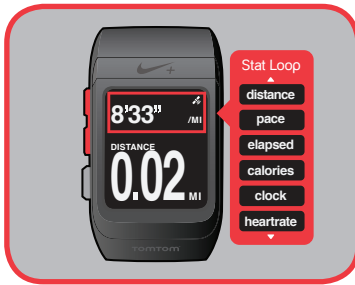 8'33" /MI
DISTANCE
0.02 MI
TOMTOM
Stat Loop
distance
pace
elapsed
calories
clock
heartrate